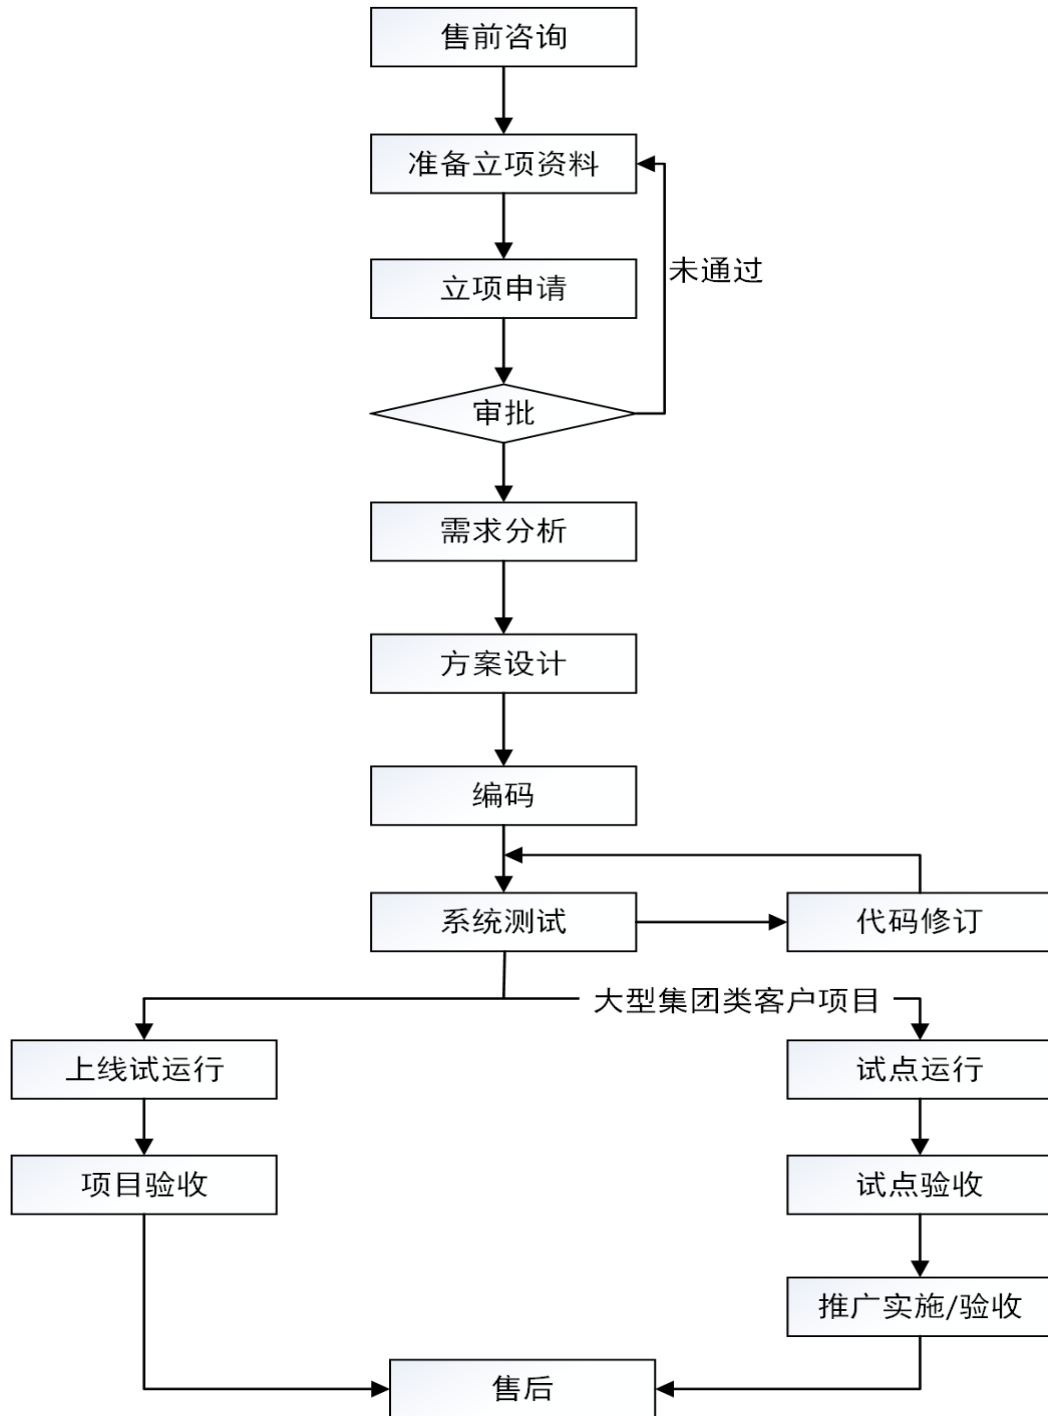 售前咨询
准备立项资料
未通过
立项申请
审批
需求分析
方案设计
编码
系统测试
代码修订
大型集团类客户项目
上线试运行
试点运行
项目验收
试点验收
推广实施/验收
售后